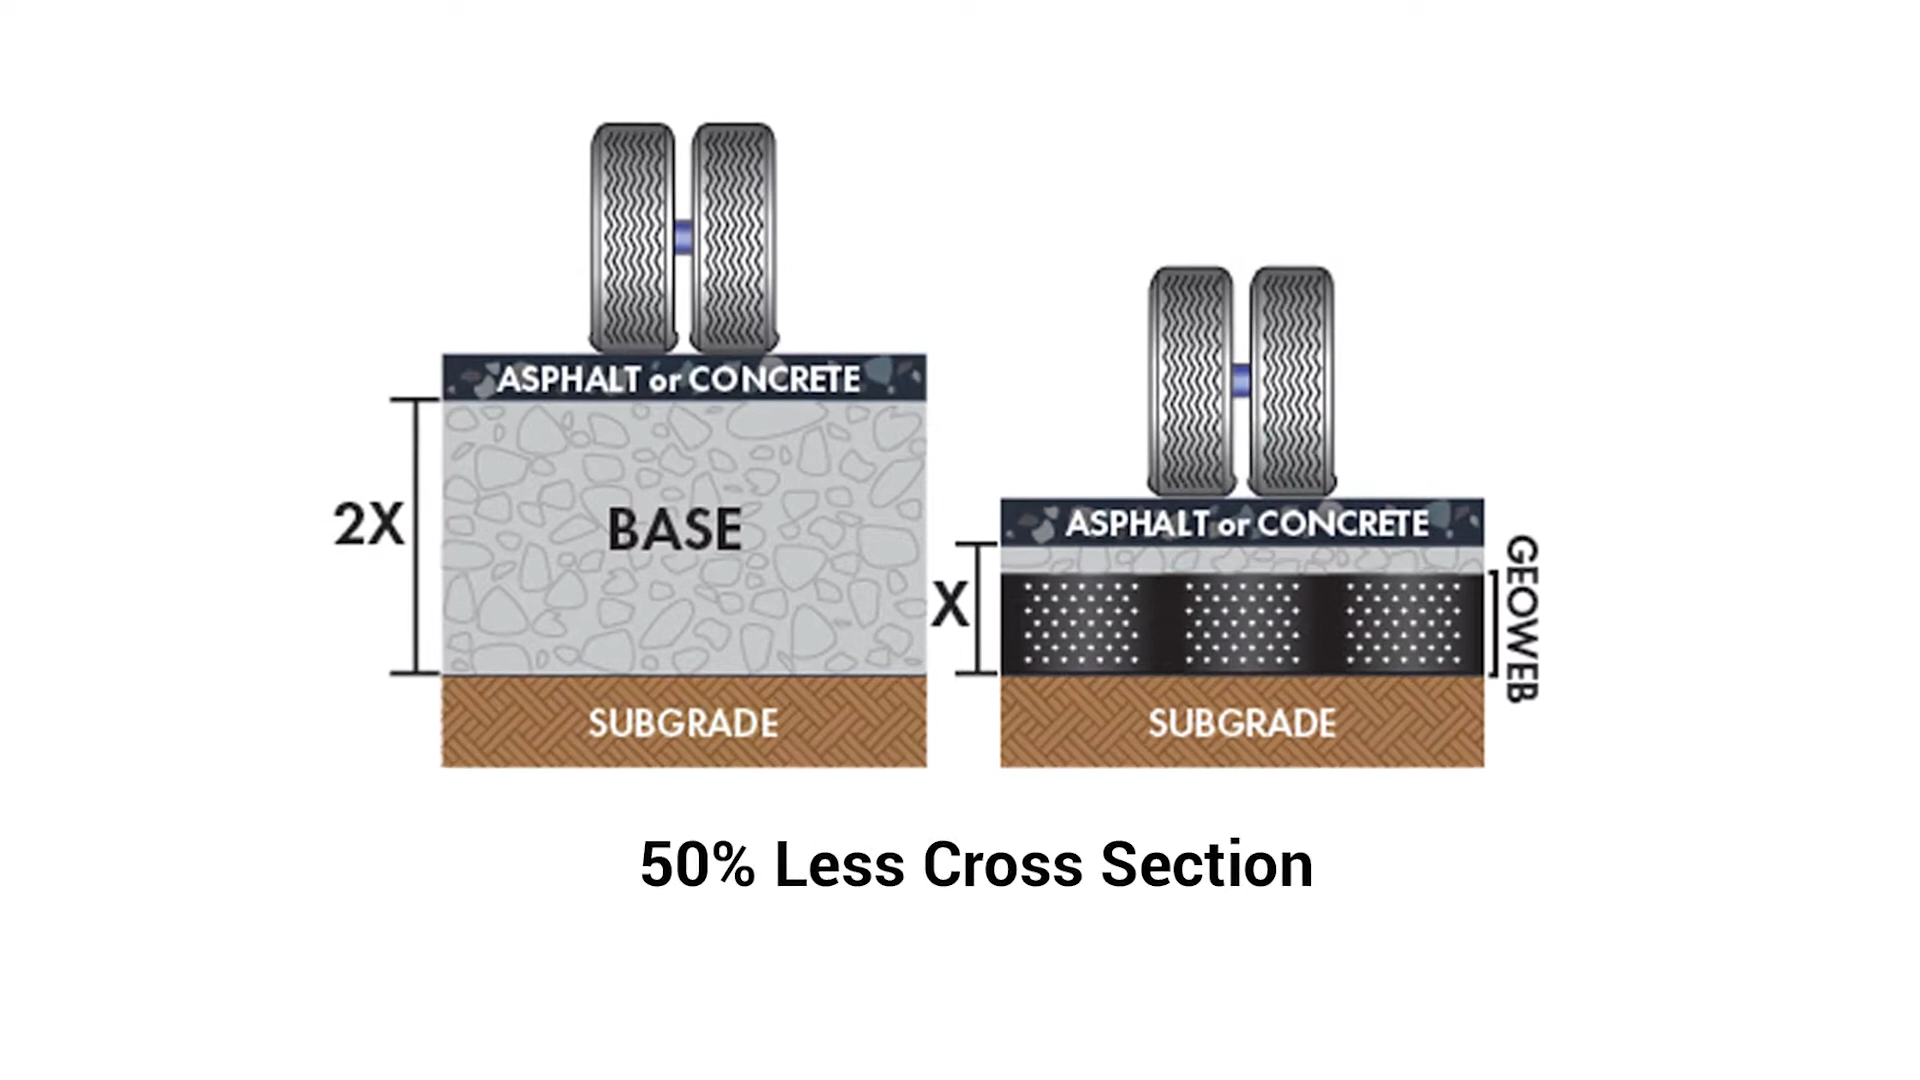 ASPHALT or CONCRETE
2X
BASE
SUBGRADE
ASPHALT or CONCRETE
X
GEOWEB
SUBGRADE
50% Less Cross Section